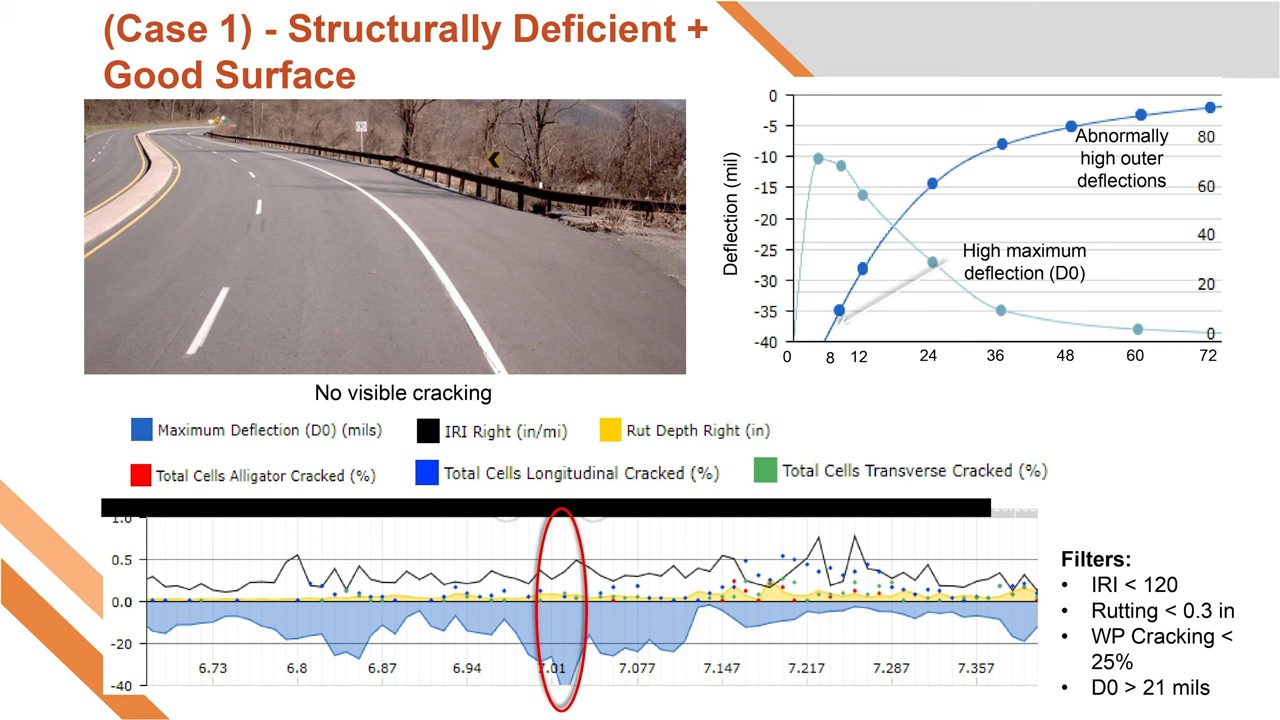 (Case 1) - Structurally Deficient +
Good Surface
0
-5
-10
-15
-20
-25
-30
-35
-40
Deflection (mil)
80
60
40
20
0
Abnormally
high outer
deflections
High maximum
deflection (D0)
0 8 12 24 36 48 60 72
No visible cracking
Maximum Deflection (D0) (mils)
IRI Right (in/mi)
Rut Depth Right (in)
Total Cells Alligator Cracked (%)
Total Cells Longitudinal Cracked (%)
Total Cells Transverse Cracked (%)
1.0
0.5
0.0
-20
-40
6.73 6.8 6.87 6.94 7.01 7.077 7.147 7.217 7.287 7.357
Filters:
• IRI < 120
• Rutting < 0.3 in
• WP Cracking <
25%
• D0 > 21 mils